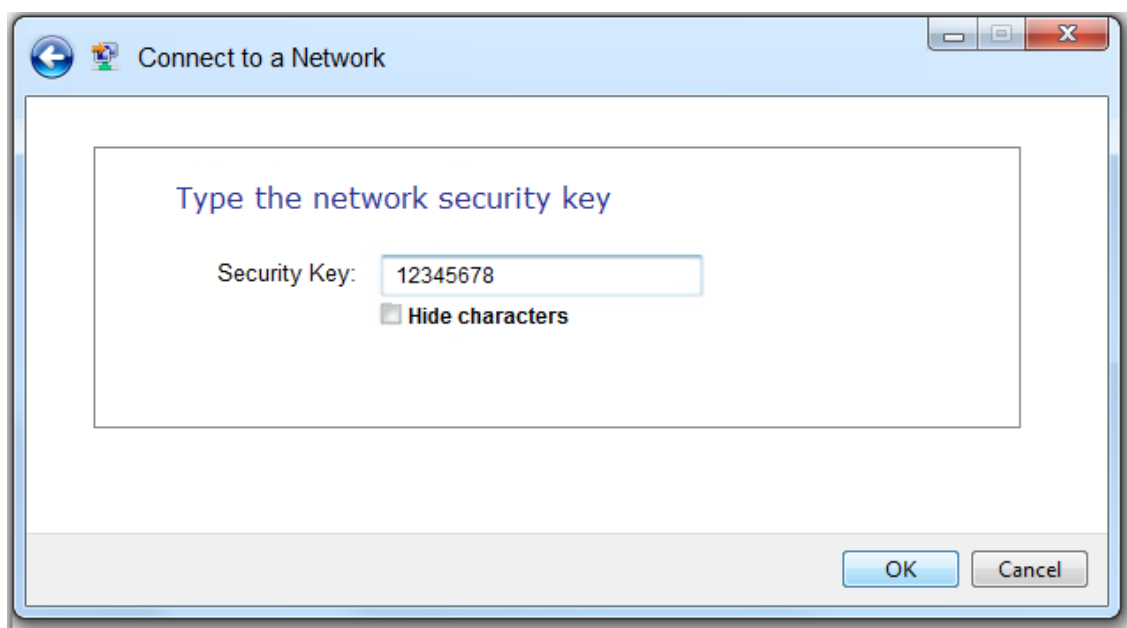 Connect to a Network
Type the network security key
Security Key: 12345678
Hide characters
OK Cancel